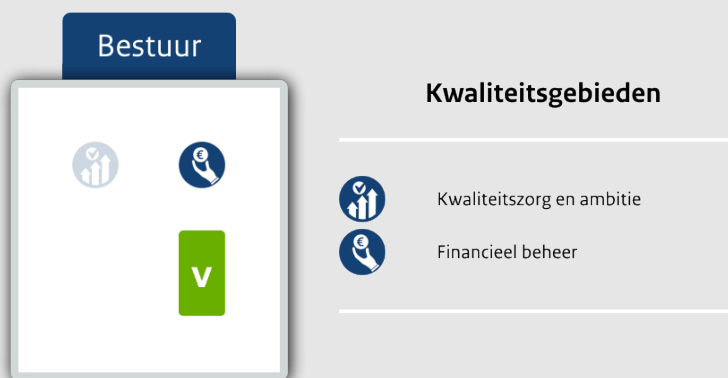 Bestuur
Kwaliteitsgebieden
€
Kwaliteitszorg en ambitie
€
Financieel beheer
V